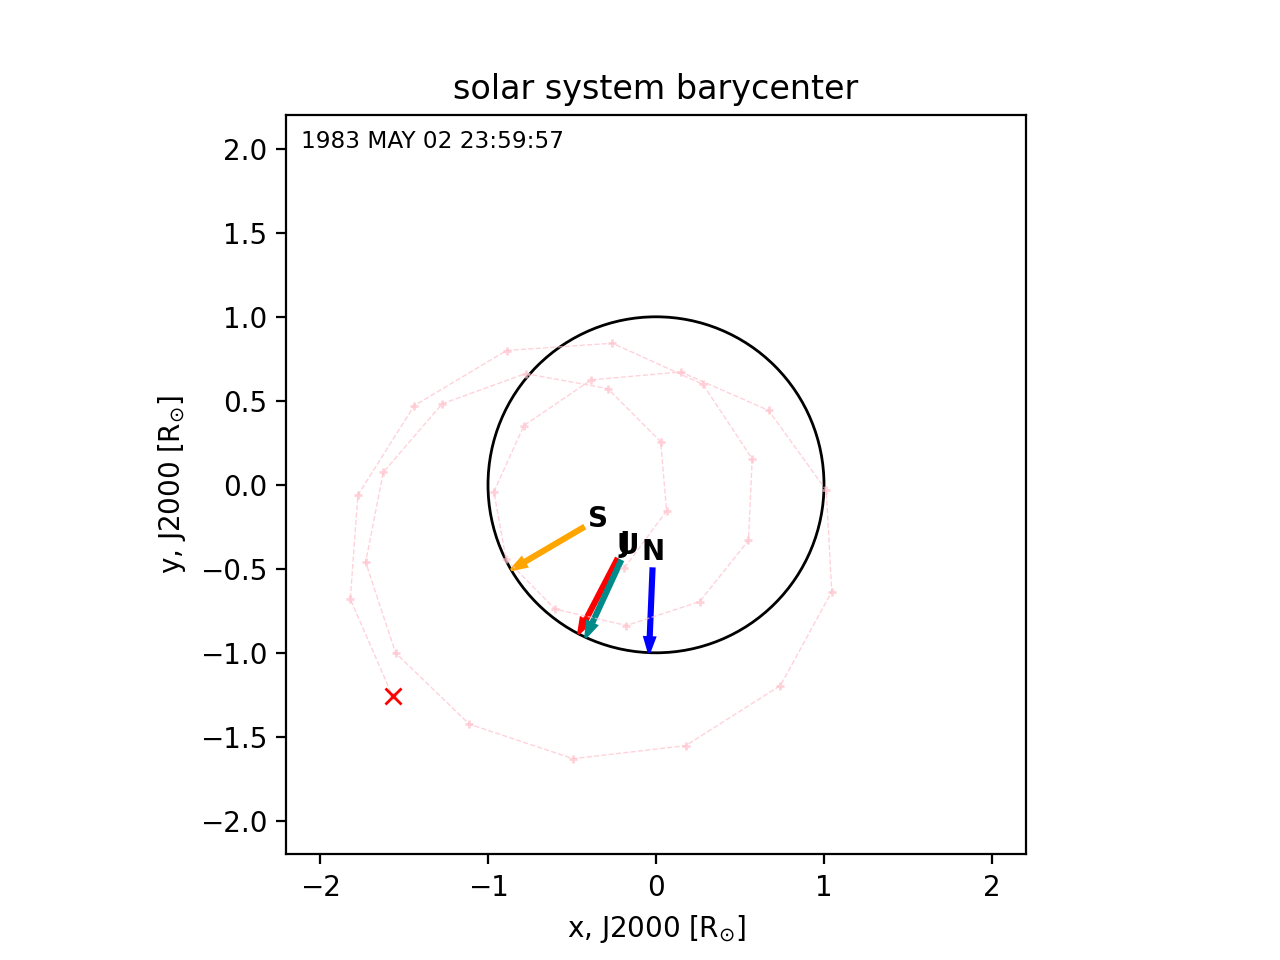 solar system barycenter
1983 MAY 02 23:59:57
2.0
1.5
1.0
0.5
0.0
−0.5
−1.0
−1.5
−2.0
y, J2000 [R☉]
S
J
U
N
−2
−1
0
1
2
x, J2000 [R☉]